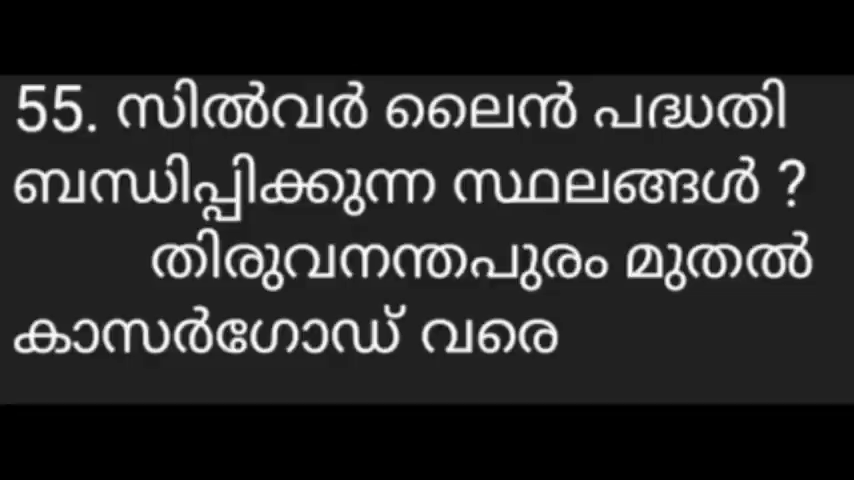 55. സിൽവർ ലൈൻ പദ്ധതി
ബന്ധിപ്പിക്കുന്ന സ്ഥലങ്ങൾ ?
തിരുവനന്തപുരം മുതൽ
കാസർഗോഡ് വരെ